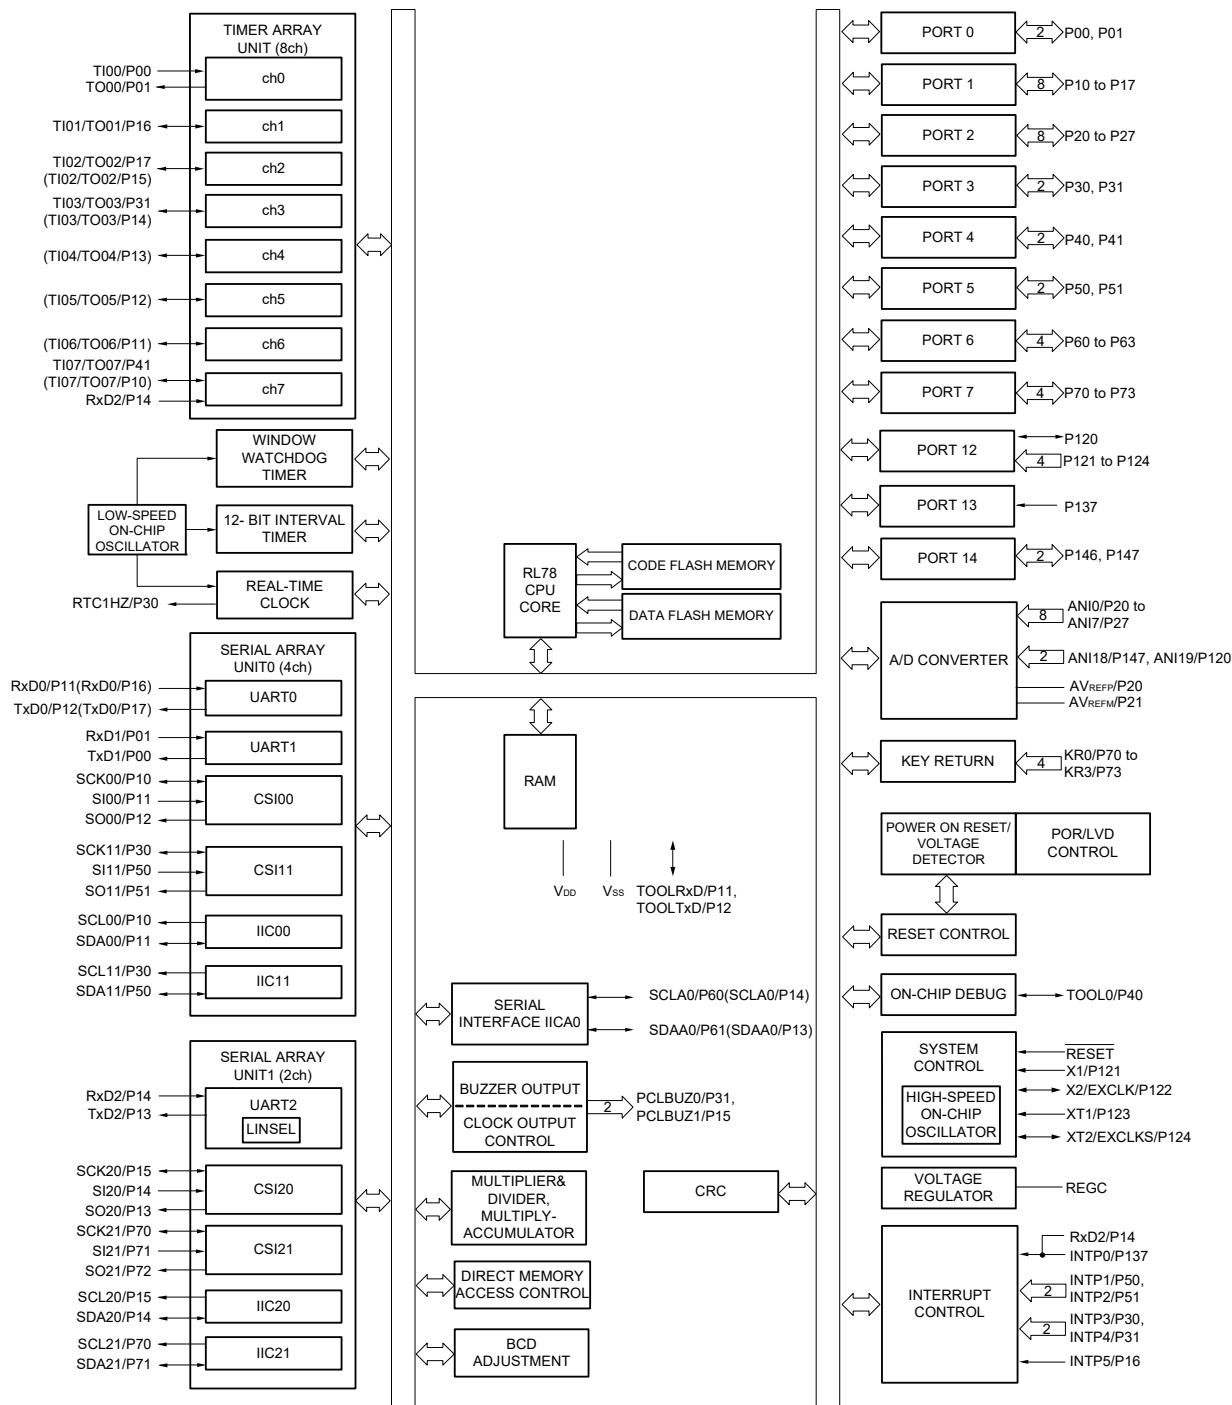 TIMER ARRAY
UNIT (8ch)
TI00/P00
TO00/P01
ch0
TI01/TO01/P16
ch1
TI02/TO02/P17
(TI02/TO02/P15)
ch2
TI03/TO03/P31
(TI03/TO03/P14)
ch3
(TI04/TO04/P13)
ch4
(TI05/TO05/P12)
ch5
(TI06/TO06/P11)
ch6
TI07/TO07/P41
(TI07/TO07/P10)
RxD2/P14
ch7
WINDOW
WATCHDOG
TIMER
LOW-SPEED
ON-CHIP
OSCILLATOR
12- BIT INTERVAL
TIMER
REAL-TIME
CLOCK
RTC1HZ/P30
SERIAL ARRAY
UNIT0 (4ch)
RxD0/P11(RxD0/P16)
TxD0/P12(TxD0/P17)
UART0
RxD1/P01
TxD1/P00
UART1
SCK00/P10
SI00/P11
SO00/P12
CSI00
SCK11/P30
SI11/P50
SO11/P51
CSI11
SCL00/P10
SDA00/P11
IIC00
SCL11/P30
SDA11/P50
IIC11
SERIAL ARRAY
UNIT1 (2ch)
RxD2/P14
TxD2/P13
UART2
LINSEL
SCK20/P15
SI20/P14
SO20/P13
CSI20
SCK21/P70
SI21/P71
SO21/P72
CSI21
SCL20/P15
SDA20/P14
IIC20
SCL21/P70
SDA21/P71
IIC21
RL78
CPU
CORE
CODE FLASH MEMORY
DATA FLASH MEMORY
RAM
VDD
VSS
TOOLRxD/P11,
TOOLTxD/P12
SERIAL
INTERFACE IICA0
SCLA0/P60(SCLA0/P14)
SDAA0/P61(SDAA0/P13)
BUZZER OUTPUT
CLOCK OUTPUT
CONTROL
2
PCLBUZ0/P31,
PCLBUZ1/P15
MULTIPLIER&
DIVIDER,
MULTIPLY-
ACCUMULATOR
CRC
DIRECT MEMORY
ACCESS CONTROL
BCD
ADJUSTMENT
PORT 0
2
P00, P01
PORT 1
8
P10 to P17
PORT 2
8
P20 to P27
PORT 3
2
P30, P31
PORT 4
2
P40, P41
PORT 5
2
P50, P51
PORT 6
4
P60 to P63
PORT 7
4
P70 to P73
PORT 12
P120
4
P121 to P124
PORT 13
P137
PORT 14
2
P146, P147
A/D CONVERTER
8
ANI0/P20 to
ANI7/P27
2
ANI18/P147, ANI19/P120
AVREFP/P20
AVREFM/P21
KEY RETURN
4
KR0/P70 to
KR3/P73
POWER ON RESET/
VOLTAGE
DETECTOR
POR/LVD
CONTROL
RESET CONTROL
ON-CHIP DEBUG
TOOL0/P40
SYSTEM
CONTROL
HIGH-SPEED
ON-CHIP
OSCILLATOR
RESET
X1/P121
X2/EXCLK/P122
XT1/P123
XT2/EXCLKS/P124
VOLTAGE
REGULATOR
REGC
INTERRUPT
CONTROL
RxD2/P14
INTP0/P137
2
INTP1/P50,
INTP2/P51
2
INTP3/P30,
INTP4/P31
INTP5/P16